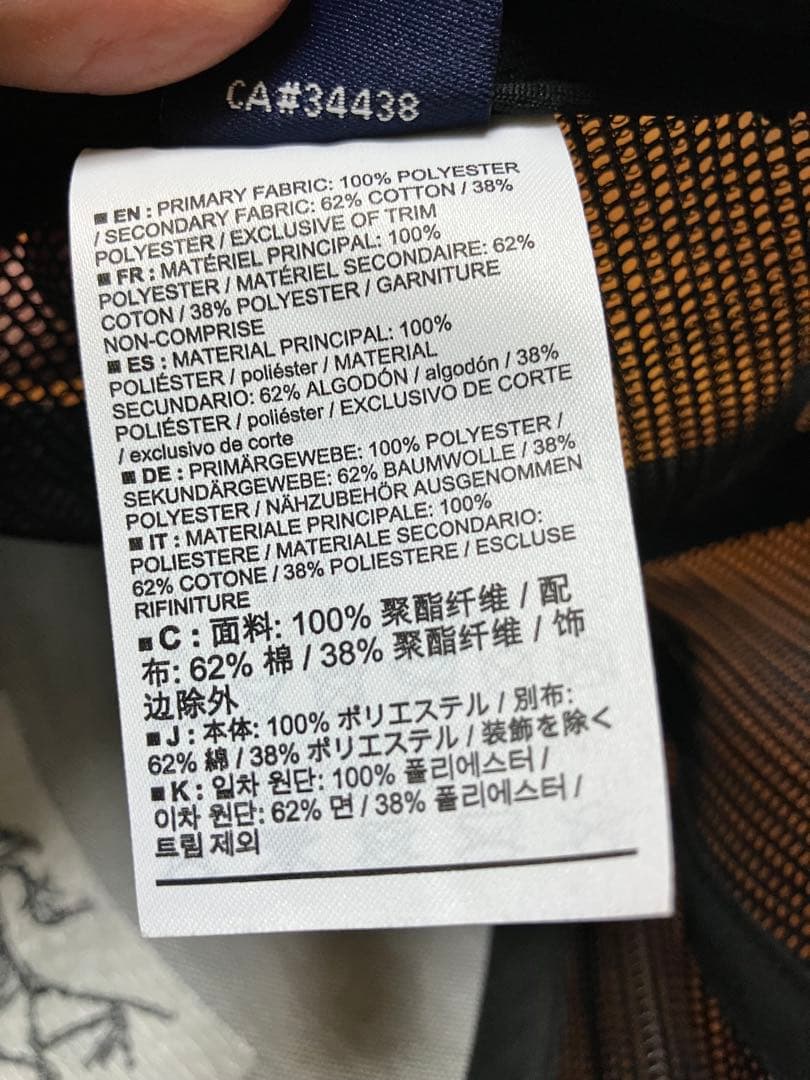 CA#34438
■ EN : PRIMARY FABRIC: 100% POLYESTER
/ SECONDARY FABRIC: 62% COTTON / 38%
POLYESTER / EXCLUSIVE OF TRIM
■ FR : MATÉRIEL PRINCIPAL: 100%
POLYESTER / MATÉRIEL SECONDAIRE: 62%
COTON / 38% POLYESTER / GARNITURE
NON-COMPRISE
■ ES : MATERIAL PRINCIPAL: 100%
POLIÉSTER / poliéster / MATERIAL
SECUNDARIO: 62% ALGODÓN / algodón / 38%
POLIÉSTER / poliéster / EXCLUSIVO DE CORTE
/ exclusivo de corte
■ DE : PRIMÄRGEWEBE: 100% POLYESTER /
SEKUNDÄRGEWEBE: 62% BAUMWOLLE / 38%
POLYESTER / NÄHZUBEHÖR AUSGENOMMEN
■ IT : MATERIALE PRINCIPALE: 100%
POLIESTERE / MATERIALE SECONDARIO:
62% COTONE / 38% POLIESTERE / ESCLUSE
RIFINITURE
■ C : 面料: 100% 聚酯纤维 / 配
布: 62% 棉 / 38% 聚酯纤维 / 饰
边除外
■ J : 本体: 100% ポリエステル / 別布:
62% 綿 / 38% ポリエステル / 装飾を除く
■ K : 일차 원단: 100% 폴리에스터 /
이차 원단: 62% 면 / 38% 폴리에스터 /
트림 제외